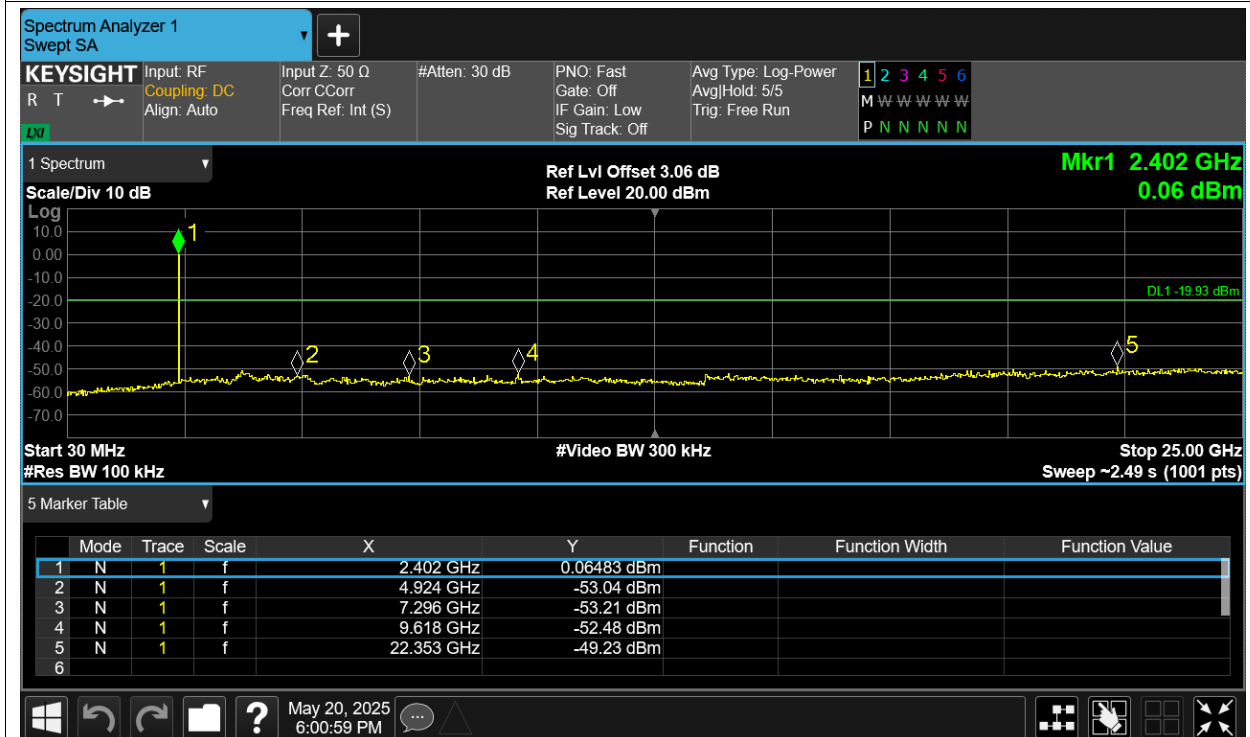 Spectrum Analyzer 1
Swept SA
+
KEYSIGHT
R T
LXI
Input: RF
Coupling: DC
Align: Auto
Input Z: 50 Ω
Corr CCorr
Freq Ref: Int (S)
#Atten: 30 dB
PNO: Fast
Gate: Off
IF Gain: Low
Sig Track: Off
Avg Type: Log-Power
Avg|Hold: 5/5
Trig: Free Run
1 2 3 4 5 6
M W W W W W
P N N N N N
1 Spectrum
Scale/Div 10 dB
Ref Lvl Offset 3.06 dB
Ref Level 20.00 dBm
Mkr1 2.402 GHz
0.06 dBm
Log
10.0
0.00
-10.0
-20.0
-30.0
-40.0
-50.0
-60.0
-70.0
1
2
3
4
5
DL1 -19.93 dBm
Start 30 MHz
#Res BW 100 kHz
#Video BW 300 kHz
Stop 25.00 GHz
Sweep ~2.49 s (1001 pts)
5 Marker Table
Mode Trace Scale X Y Function Function Width Function Value
1 N 1 f 2.402 GHz 0.06483 dBm
2 N 1 f 4.924 GHz -53.04 dBm
3 N 1 f 7.296 GHz -53.21 dBm
4 N 1 f 9.618 GHz -52.48 dBm
5 N 1 f 22.353 GHz -49.23 dBm
6
?
May 20, 2025
6:00:59 PM